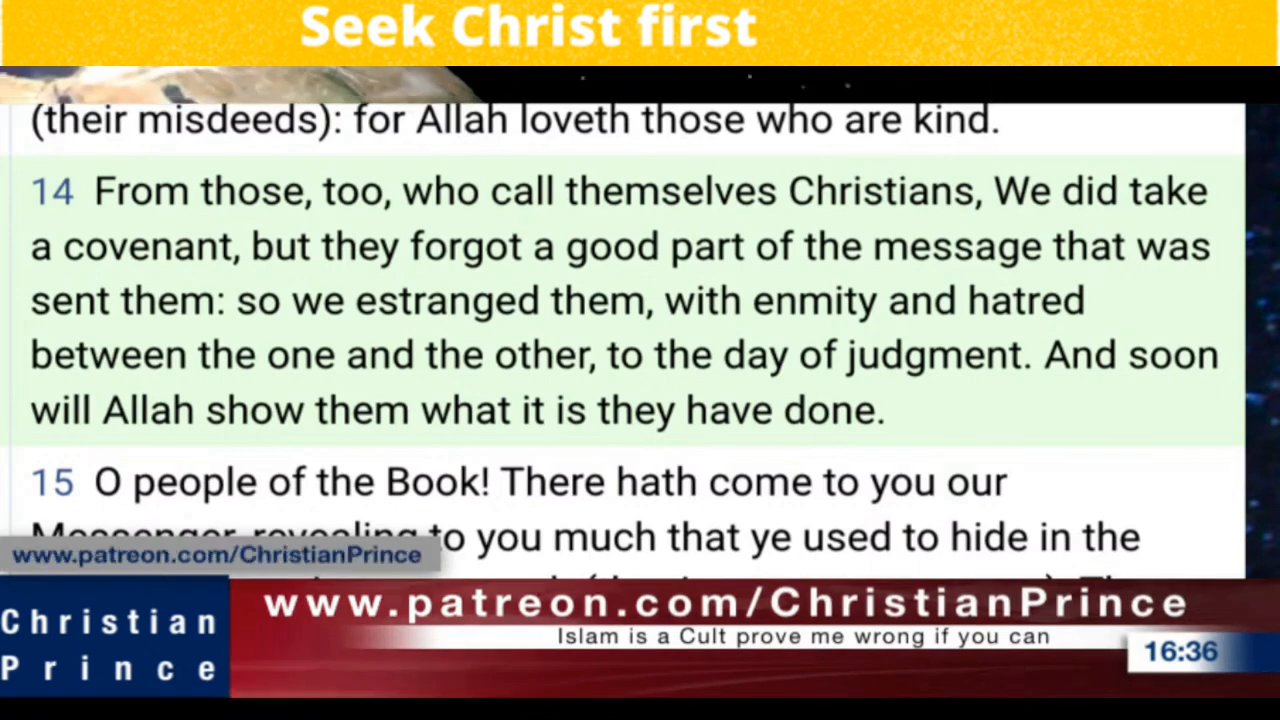 Seek Christ first
(their misdeeds): for Allah loveth those who are kind.
14 From those, too, who call themselves Christians, We did take
a covenant, but they forgot a good part of the message that was
sent them: so we estranged them, with enmity and hatred
between the one and the other, to the day of judgment. And soon
will Allah show them what it is they have done.
15 O people of the Book! There hath come to you our
Messenger, revealing to you much that ye used to hide in the
www.patreon.com/ChristianPrince
www.patreon.com/ChristianPrince
Christian
Prince
Islam is a Cult prove me wrong if you can
16:36